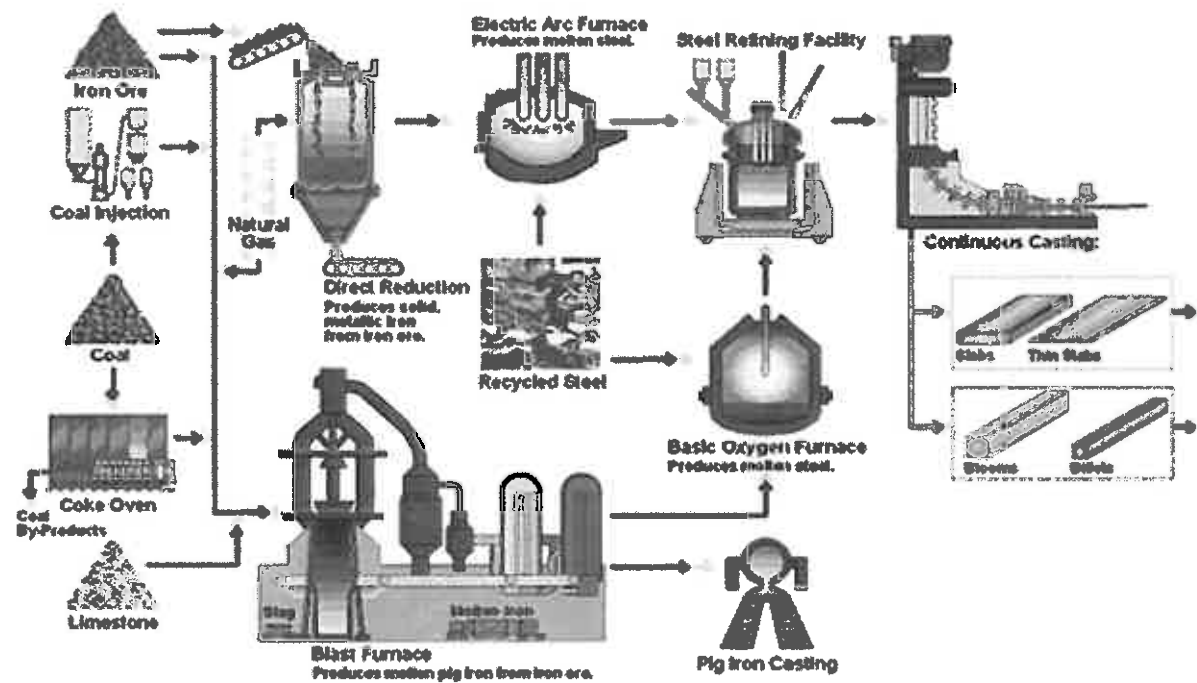 Iron Ore
Coal Injection
Coal
Coke Oven
Coal
By-Products
Limestone
Natural
Gas
Direct Reduction
Produces solid,
metallic iron
from iron ore.
Electric Arc Furnace
Produces molten steel.
Steel Refining Facility
Recycled Steel
Basic Oxygen Furnace
Produces molten steel.
Continuous Casting:
Slabs
Thin Slabs
Blooms
Billets
Slag
Molten Iron
Blast Furnace
Produces molten pig iron from iron ore.
Pig Iron Casting